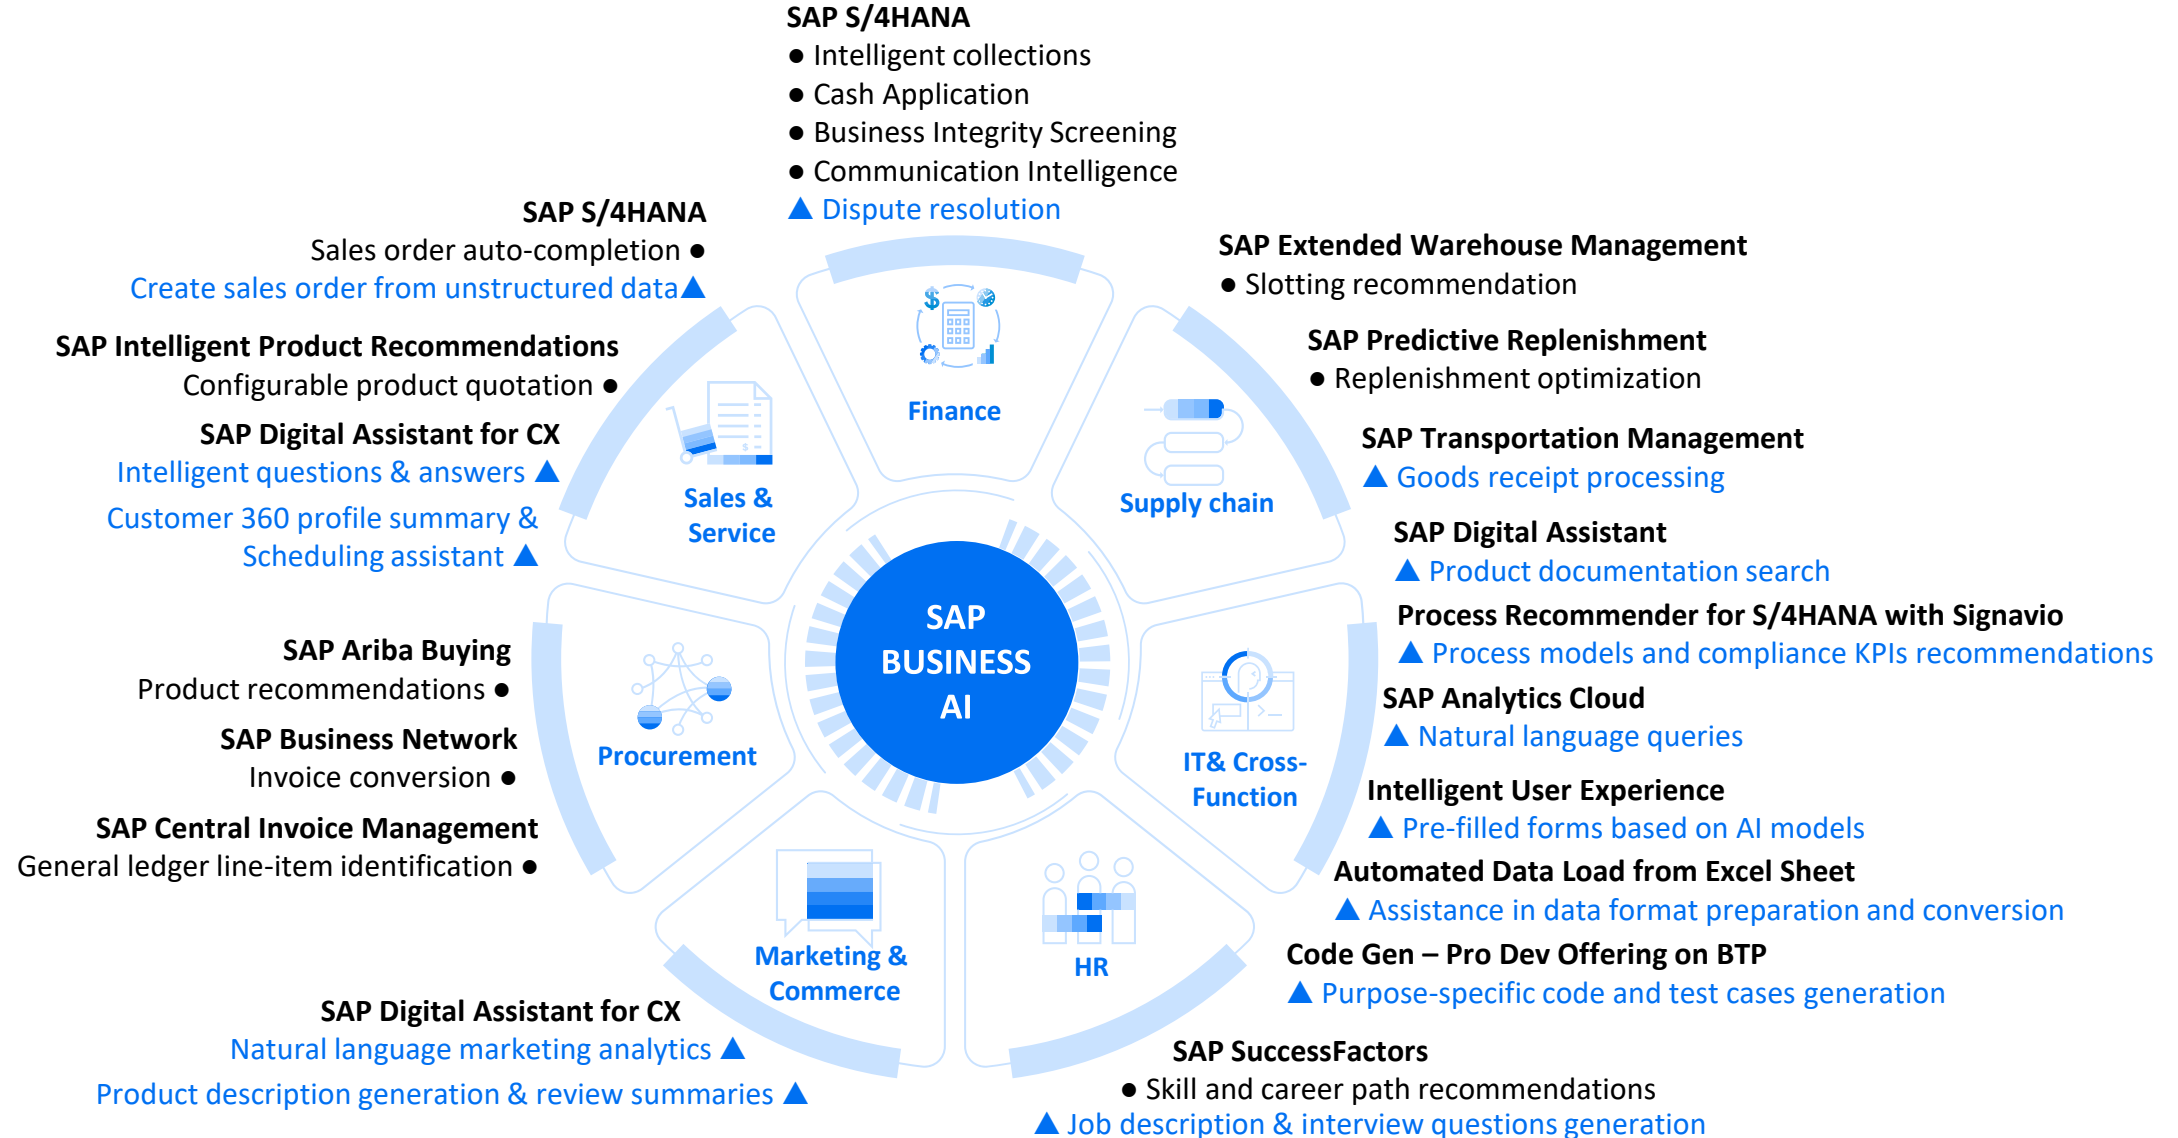 SAP S/4HANA
● Intelligent collections
● Cash Application
● Business Integrity Screening
● Communication Intelligence
▲ Dispute resolution
SAP S/4HANA
Sales order auto-completion ●
Create sales order from unstructured data▲
SAP Intelligent Product Recommendations
Configurable product quotation ●
SAP Digital Assistant for CX
Intelligent questions & answers ▲
Customer 360 profile summary &
Scheduling assistant ▲
SAP Ariba Buying
Product recommendations ●
SAP Business Network
Invoice conversion ●
SAP Central Invoice Management
General ledger line-item identification ●
SAP Digital Assistant for CX
Natural language marketing analytics ▲
Product description generation & review summaries ▲
Finance
Sales &
Service
Supply chain
SAP
BUSINESS
AI
Procurement
IT& Cross-
Function
Marketing &
Commerce
HR
SAP Extended Warehouse Management
● Slotting recommendation
SAP Predictive Replenishment
● Replenishment optimization
SAP Transportation Management
▲ Goods receipt processing
SAP Digital Assistant
▲ Product documentation search
Process Recommender for S/4HANA with Signavio
▲ Process models and compliance KPIs recommendations
SAP Analytics Cloud
▲ Natural language queries
Intelligent User Experience
▲ Pre-filled forms based on AI models
Automated Data Load from Excel Sheet
▲ Assistance in data format preparation and conversion
Code Gen – Pro Dev Offering on BTP
▲ Purpose-specific code and test cases generation
SAP SuccessFactors
● Skill and career path recommendations
▲ Job description & interview questions generation